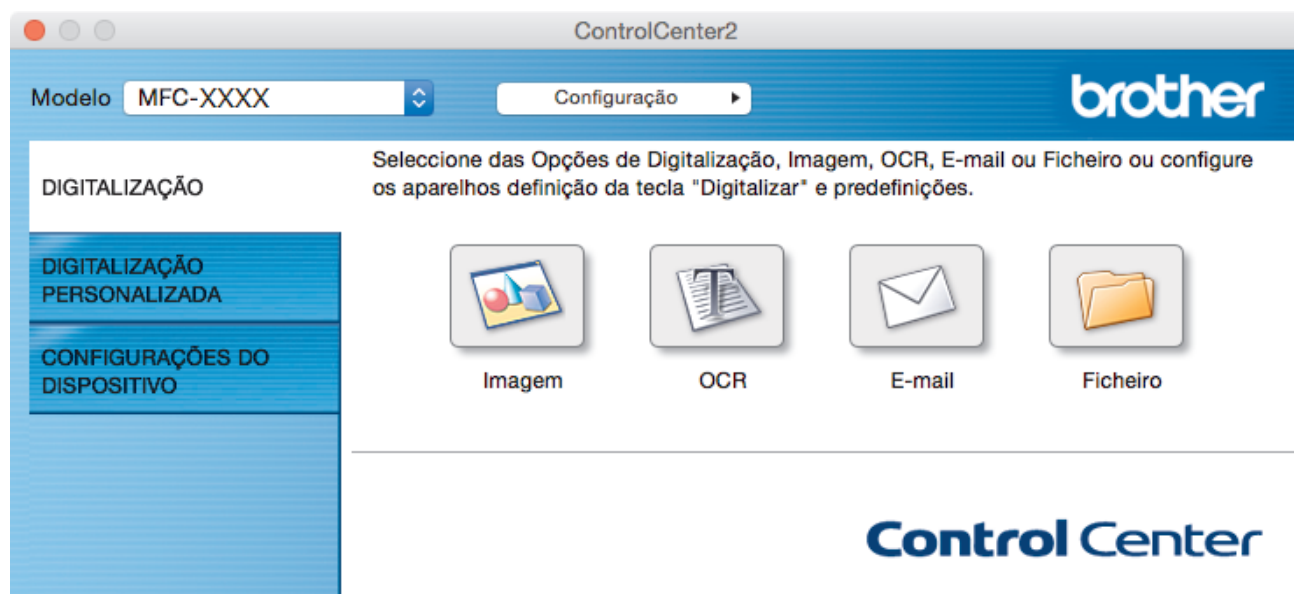 ControlCenter2
Modelo MFC-XXXX Configuração brother
DIGITALIZAÇÃO
Seleccione das Opções de Digitalização, Imagem, OCR, E-mail ou Ficheiro ou configure
os aparelhos definição da tecla "Digitalizar" e predefinições.
DIGITALIZAÇÃO
PERSONALIZADA
CONFIGURAÇÕES DO
DISPOSITIVO
Imagem OCR E-mail Ficheiro
Control Center